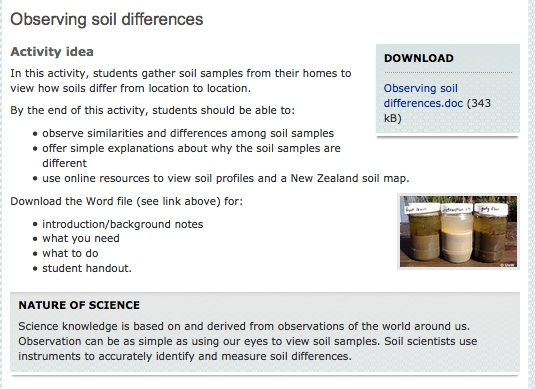 Observing soil differences
Activity idea
In this activity, students gather soil samples from their homes to
view how soils differ from location to location.
By the end of this activity, students should be able to:
• observe similarities and differences among soil samples
• offer simple explanations about why the soil samples are
different
• use online resources to view soil profiles and a New Zealand soil map.
DOWNLOAD
Observing soil
differences.doc (343
kB)
Download the Word file (see link above) for:
• introduction/background notes
• what you need
• what to do
• student handout.
NATURE OF SCIENCE
Science knowledge is based on and derived from observations of the world around us.
Observation can be as simple as using our eyes to view soil samples. Soil scientists use
instruments to accurately identify and measure soil differences.